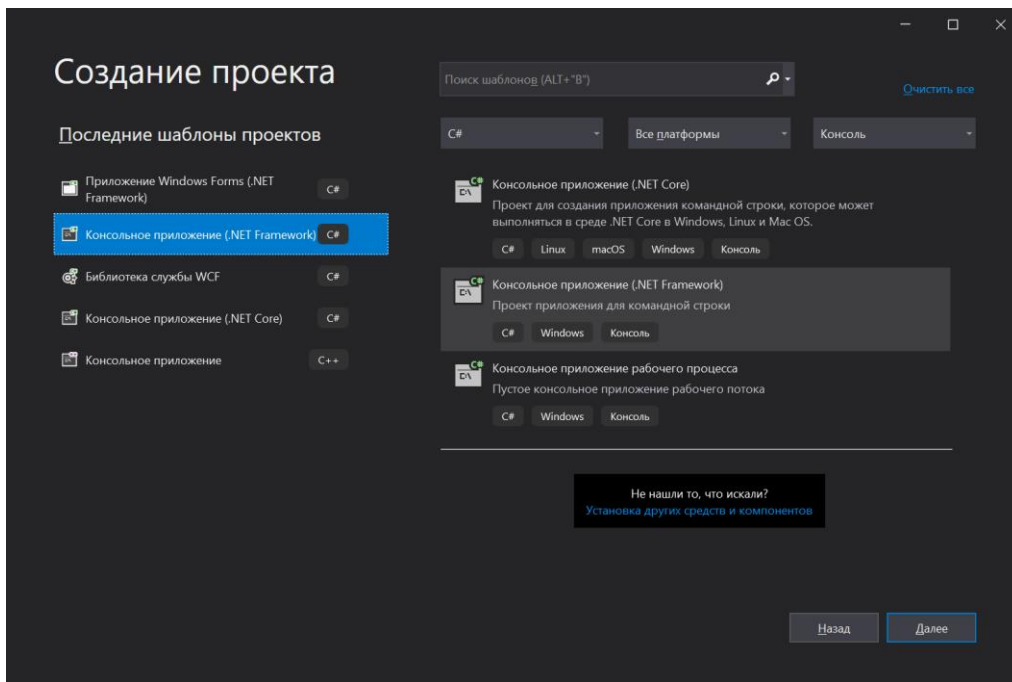 Создание проекта
Последние шаблоны проектов
Приложение Windows Forms (.NET
Framework)
C#
Консольное приложение (.NET Framework)
C#
Библиотека службы WCF
C#
Консольное приложение (.NET Core)
C#
Консольное приложение
C++
Поиск шаблонов (ALT+"В")
Очистить все
C#
Все платформы
Консоль
Консольное приложение (.NET Core)
Проект для создания приложения командной строки, которое может
выполняться в среде .NET Core в Windows, Linux и Mac OS.
C# Linux macOS Windows Консоль
Консольное приложение (.NET Framework)
Проект приложения для командной строки
C# Windows Консоль
Консольное приложение рабочего процесса
Пустое консольное приложение рабочего потока
C# Windows Консоль
Не нашли то, что искали?
Установка других средств и компонентов
Назад
Далее